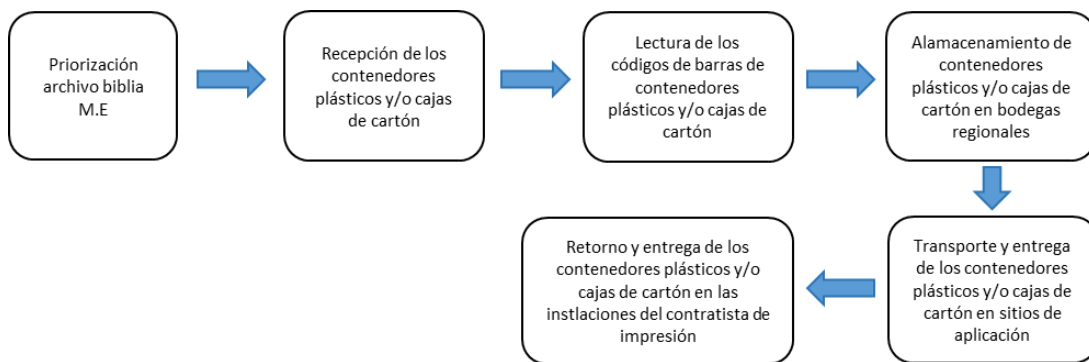 Priorización
archivo biblia
M.E
Recepción de los
contenedores
plásticos y/o cajas
de cartón
Lectura de los
códigos de barras de
contenedores
plásticos y/o cajas de
cartón
Alamacenamiento de
contenedores
plásticos y/o cajas de
cartón en bodegas
regionales
Transporte y entrega
de los contenedores
plásticos y/o cajas de
cartón en sitios de
aplicación
Retorno y entrega de los
contenedores plásticos y/o
cajas de cartón en las
instlaciones del contratista de
impresión